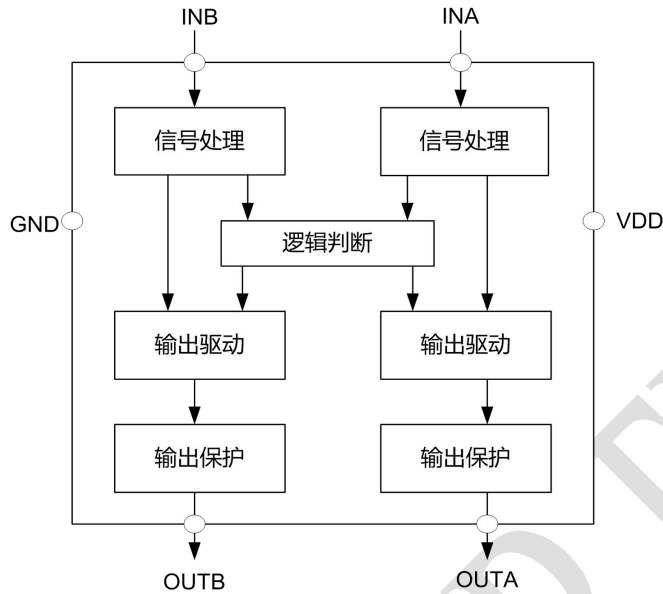 INB INA
信号处理 信号处理
GND 逻辑判断 VDD
输出驱动 输出驱动
输出保护 输出保护
OUTB OUTA